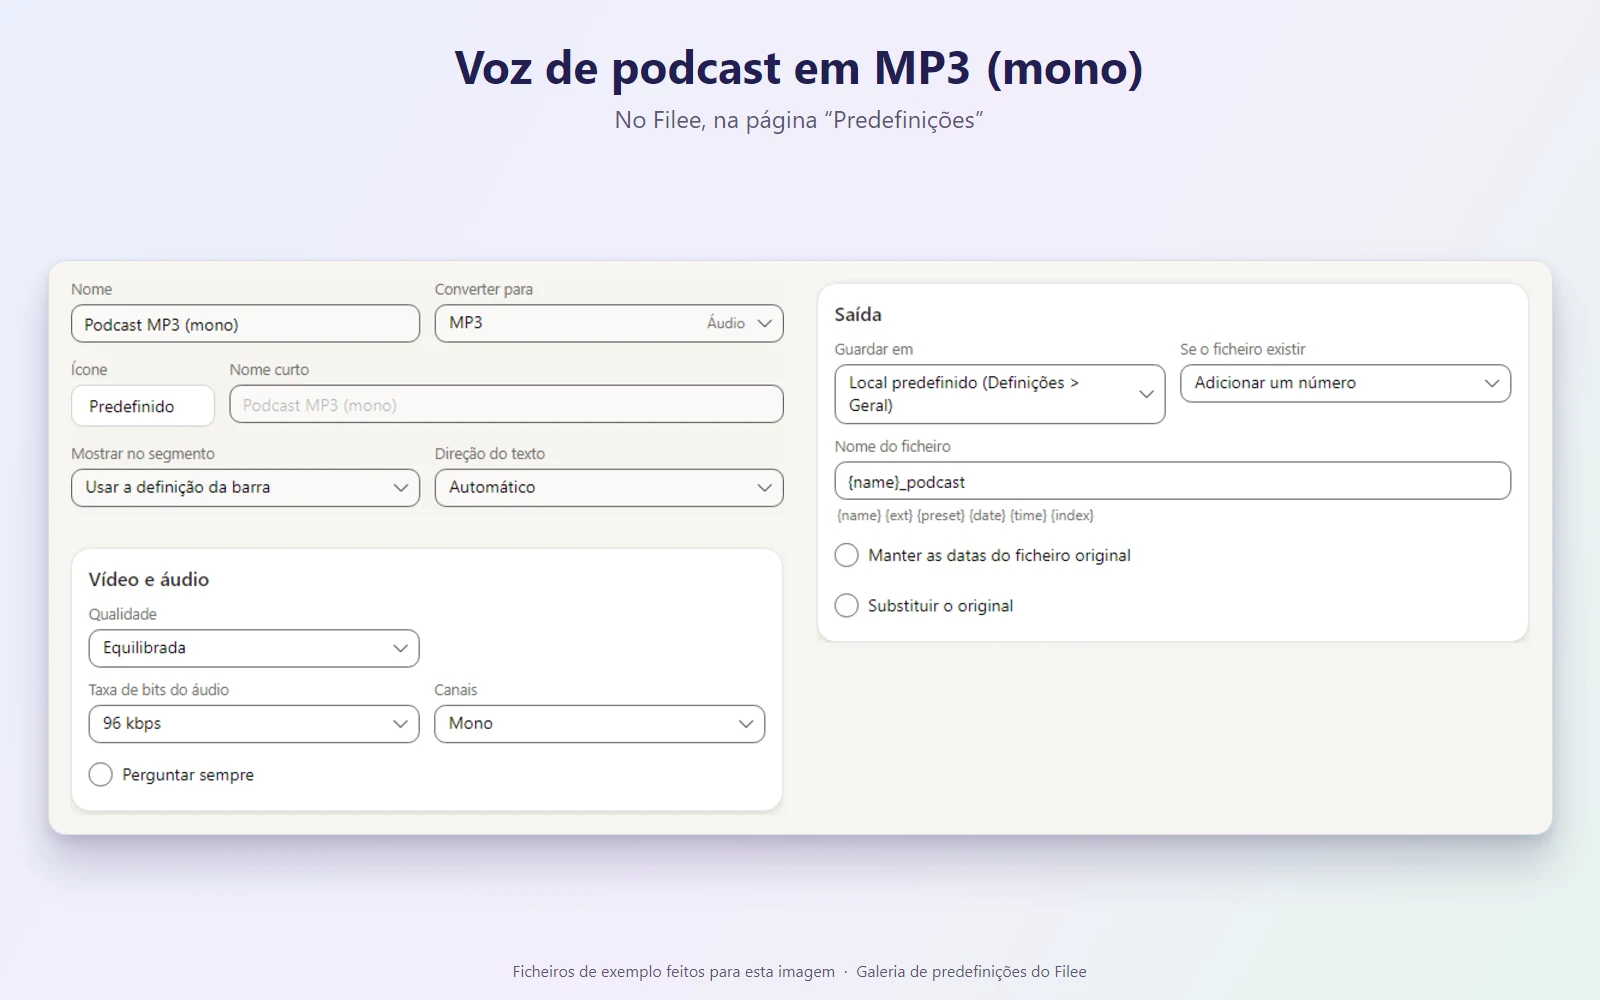 Voz de podcast em MP3 (mono)
No Filee, na página “Predefinições”
Nome
Podcast MP3 (mono)
Converter para
MP3
Áudio
Ícone
Predefinido
Nome curto
Podcast MP3 (mono)
Mostrar no segmento
Usar a definição da barra
Direção do texto
Automático
Vídeo e áudio
Qualidade
Equilibrada
Taxa de bits do áudio
96 kbps
Canais
Mono
Perguntar sempre
Saída
Guardar em
Local predefinido (Definições >
Geral)
Se o ficheiro existir
Adicionar um número
Nome do ficheiro
{name}_podcast
{name} {ext} {preset} {date} {time} {index}
Manter as datas do ficheiro original
Substituir o original
Ficheiros de exemplo feitos para esta imagem · Galeria de predefinições do Filee